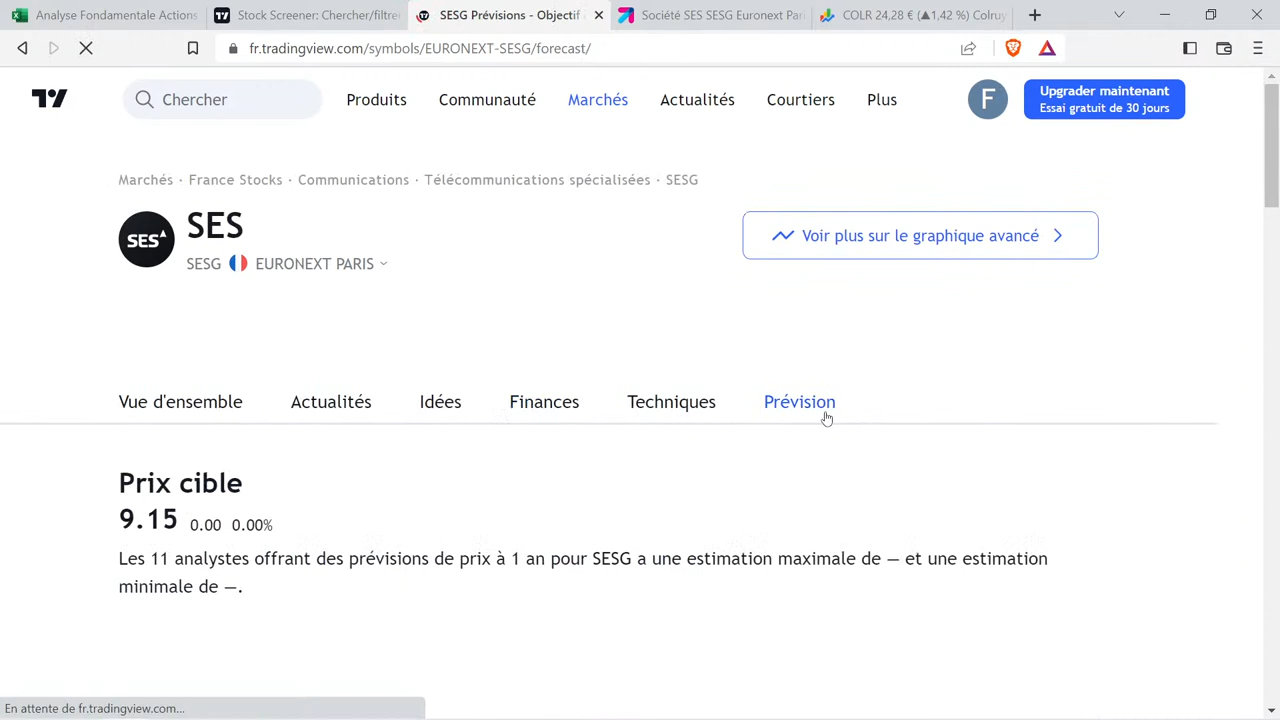 Analyse Fondamentale Actions
Stock Screener: Chercher/filtrer
SESG Prévisions - Objectif
Société SES SESG Euronext Par
COLR 24,28 € (▲1,42 %) Colruy
fr.tradingview.com/symbols/EURONEXT-SESG/forecast/
Chercher
Produits
Communauté
Marchés
Actualités
Courtiers
Plus
F
Upgrader maintenant
Essai gratuit de 30 jours
Marchés · France Stocks · Communications · Télécommunications spécialisées · SESG
SES
SES
SESG EURONEXT PARIS
Voir plus sur le graphique avancé
Vue d'ensemble
Actualités
Idées
Finances
Techniques
Prévision
Prix cible
9.15 0.00 0.00%
Les 11 analystes offrant des prévisions de prix à 1 an pour SESG a une estimation maximale de — et une estimation
minimale de —.
En attente de fr.tradingview.com...